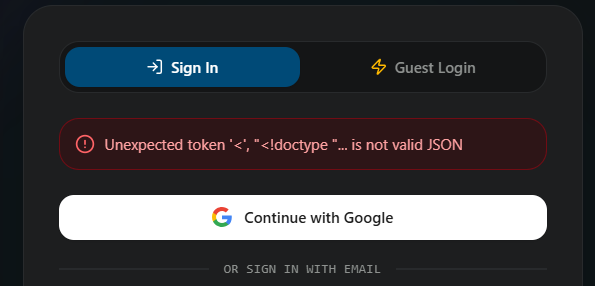 Sign In
Guest Login
Unexpected token '<', "<!doctype "... is not valid JSON
Continue with Google
OR SIGN IN WITH EMAIL